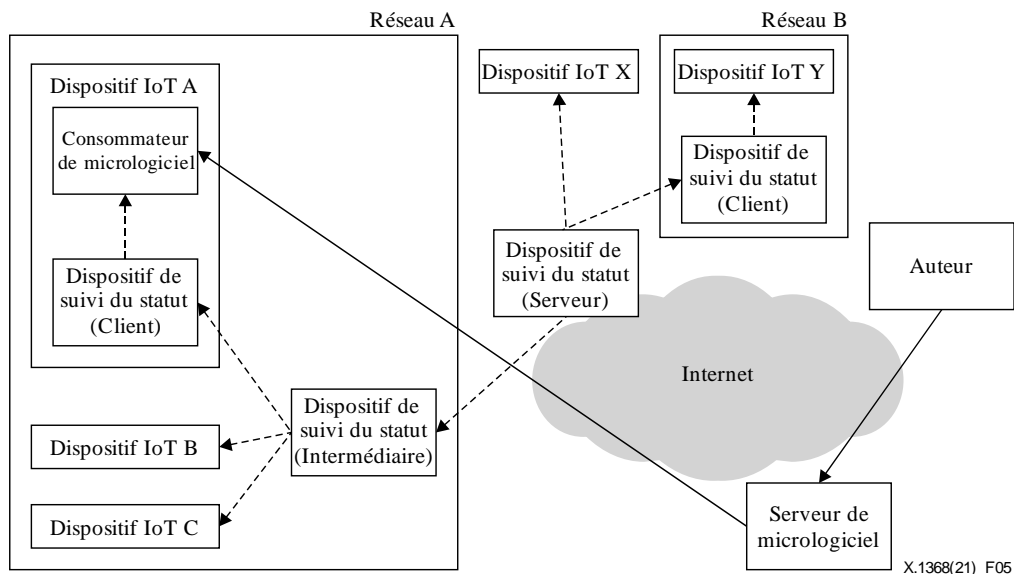 Réseau A
Réseau B
Dispositif IoT A
Consommateur
de micrologiciel
Dispositif de
suivi du statut
(Client)
Dispositif IoT B
Dispositif IoT C
Dispositif de
suivi du statut
(Intermédiaire)
Dispositif IoT X
Dispositif de
suivi du statut
(Serveur)
Dispositif IoT Y
Dispositif de
suivi du statut
(Client)
Auteur
Internet
Serveur de
micrologiciel
X.1368(21)_F05